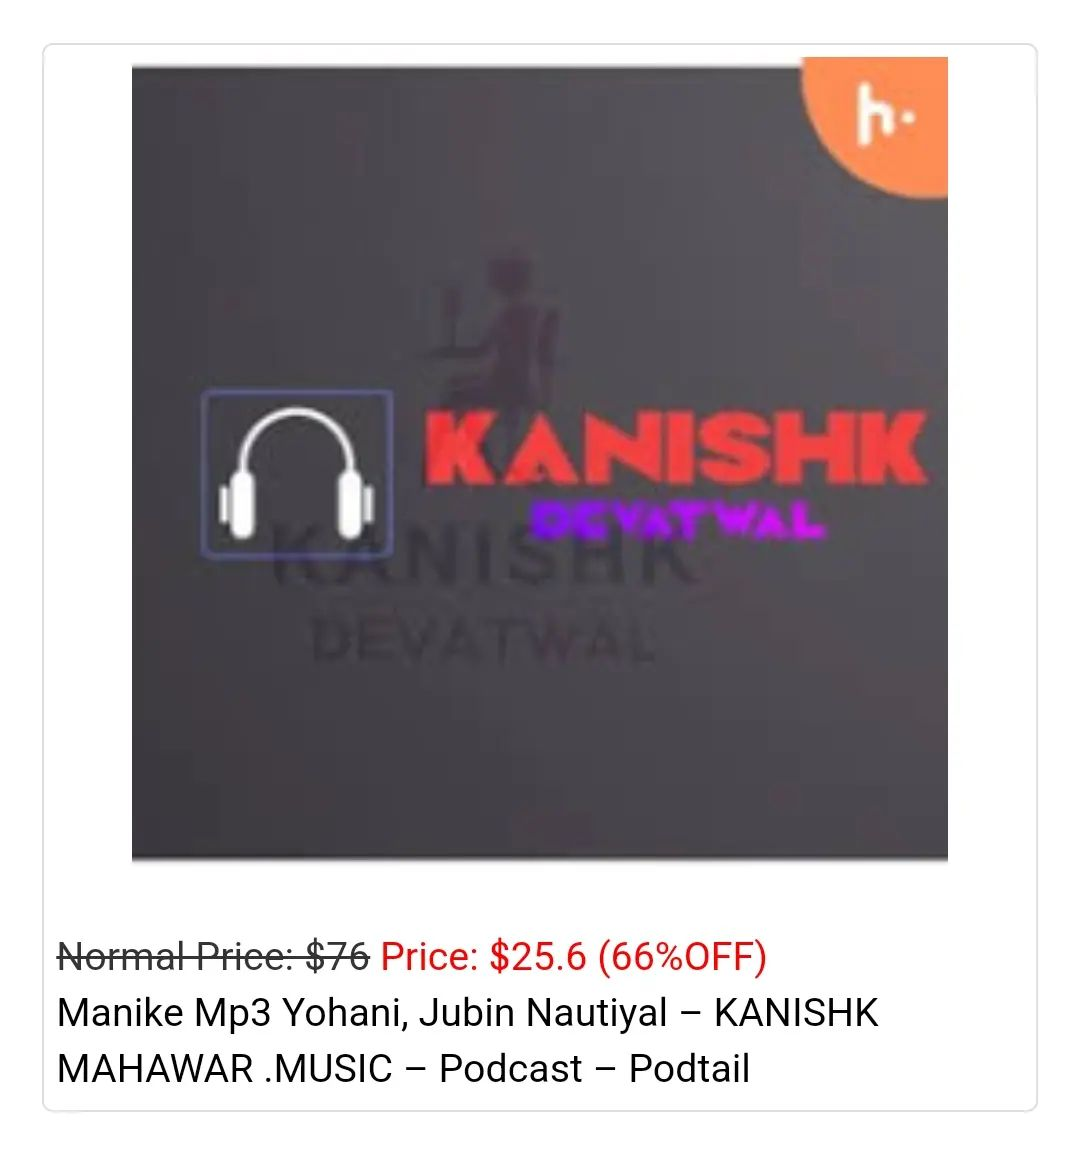 h.
KANISHK
DEVATWAL
KANISHK
DEVATWAL
Normal Price: $76 Price: $25.6 (66%OFF)
Manike Mp3 Yohani, Jubin Nautiyal – KANISHK
MAHAWAR .MUSIC – Podcast – Podtail